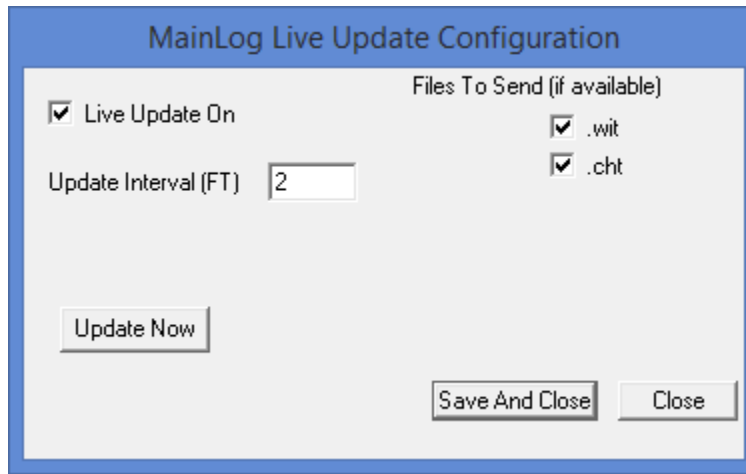 MainLog Live Update Configuration
Files To Send (if available)
Live Update On
.wit
.cht
Update Interval (FT) 2
Update Now
Save And Close Close